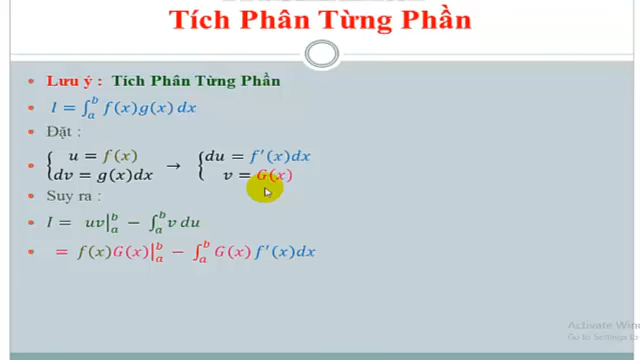 Tích Phân Từng Phần
Lưu ý : Tích Phân Từng Phần
I = ∫ₐᵇ f(x)g(x) dx
Đặt :
{ u = f(x) → { du = f′(x)dx
dv = g(x)dx v = G(x)
Suy ra :
I = uv|ₐᵇ − ∫ₐᵇ v du
= f(x)G(x)|ₐᵇ − ∫ₐᵇ G(x) f′(x)dx
Activate Win
Go to Settings to